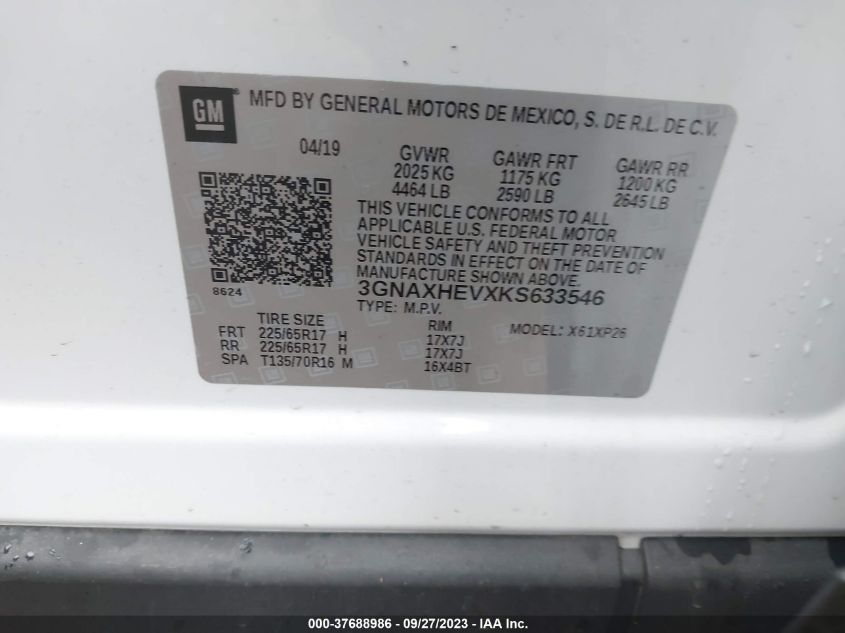 GM
MFD BY GENERAL MOTORS DE MEXICO, S. DE R.L. DE C.V.
04/19
GVWR
2025 KG
4464 LB
GAWR FRT
1175 KG
2590 LB
GAWR RR
1200 KG
2645 LB
THIS VEHICLE CONFORMS TO ALL
APPLICABLE U.S. FEDERAL MOTOR
VEHICLE SAFETY AND THEFT PREVENTION
STANDARDS IN EFFECT ON THE DATE OF
MANUFACTURE SHOWN ABOVE.
8624
3GNAXHEVXKS633546
TYPE: M.P.V.
MODEL: X61XP26
TIRE SIZE RIM
FRT 225/65R17 H 17X7J
RR 225/65R17 H 17X7J
SPA T135/70R16 M 16X4BT
000-37688986 - 09/27/2023 - IAA Inc.